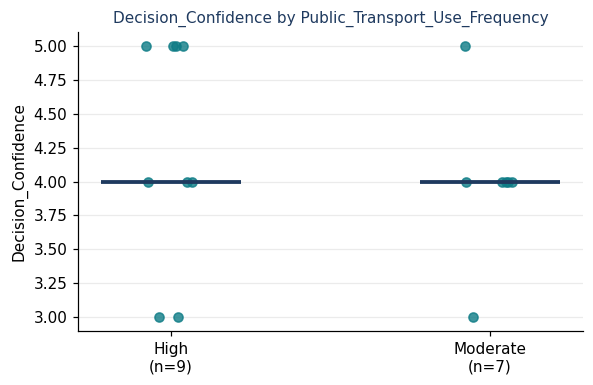 Decision_Confidence by Public_Transport_Use_Frequency
Decision_Confidence
5.00
4.75
4.50
4.25
4.00
3.75
3.50
3.25
3.00
High
(n=9)
Moderate
(n=7)